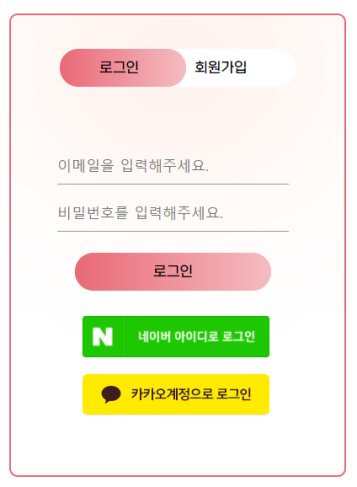 로그인 회원가입
이메일을 입력해주세요.
비밀번호를 입력해주세요.
로그인
N 네이버 아이디로 로그인
카카오계정으로 로그인